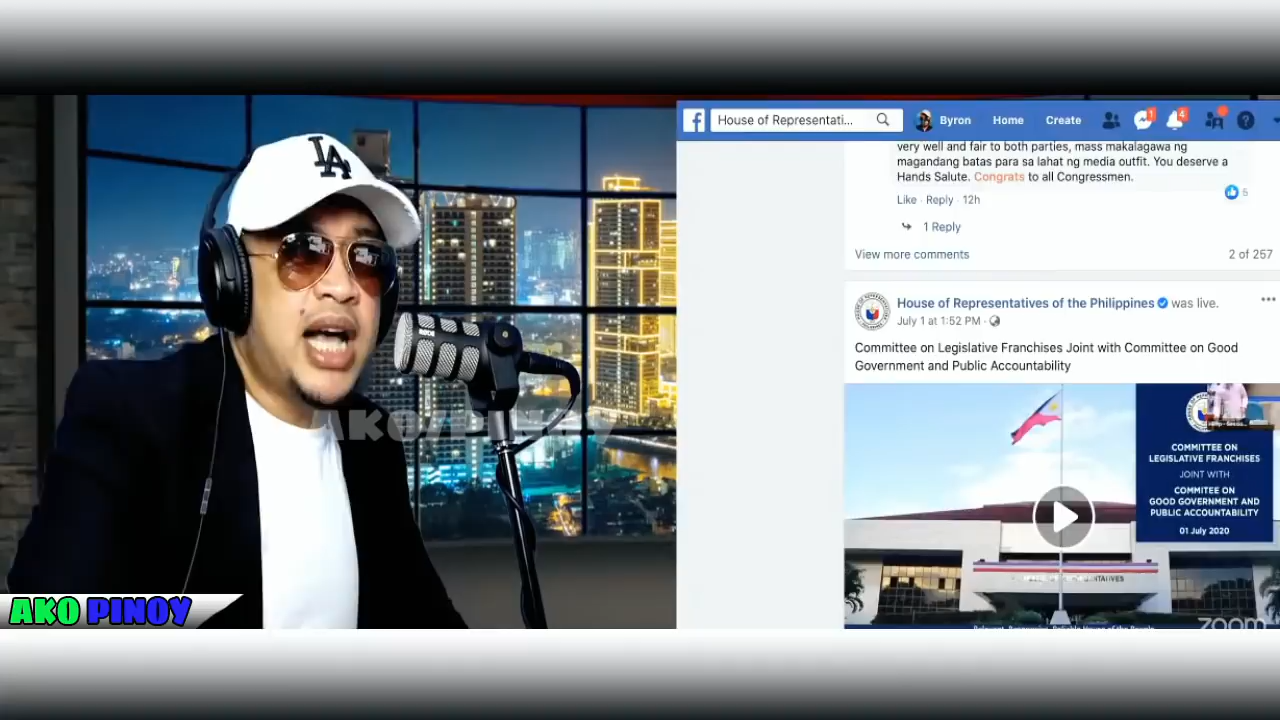 LA
AKO PINOY
AKO PINOY
House of Representati...
Byron
Home
Create
1
4
very well and fair to both parties, mass makalagawa ng
magandang batas para sa lahat ng media outfit. You deserve a
Hands Salute. Congrats to all Congressmen.
5
Like · Reply · 12h
1 Reply
View more comments
2 of 257
House of Representatives of the Philippines was live.
July 1 at 1:52 PM ·
Committee on Legislative Franchises Joint with Committee on Good
Government and Public Accountability
COMMITTEE ON
LEGISLATIVE FRANCHISES
JOINT WITH
COMMITEE ON
GOOD GOVERNMENT AND
PUBLIC ACCOUNTABILITY
01 July 2020
zoom